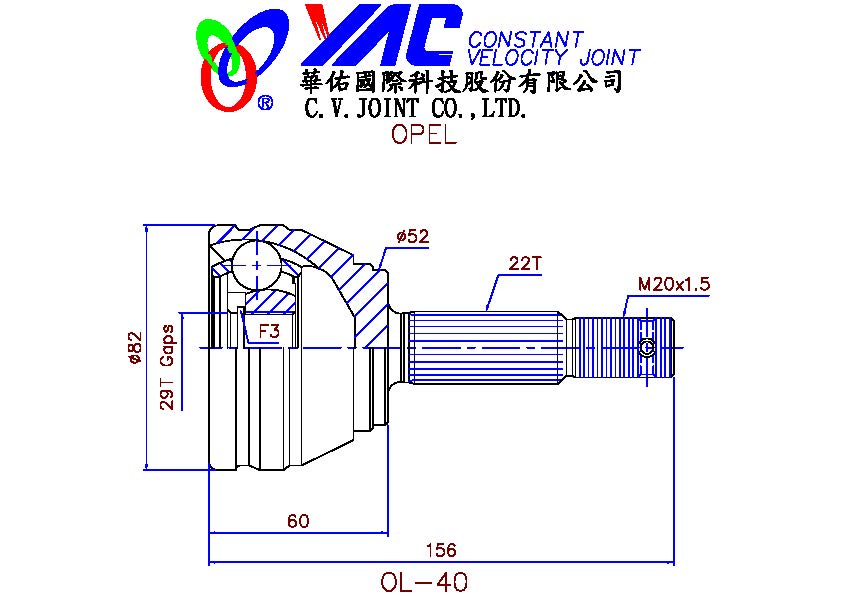 YAC CONSTANT
VELOCITY JOINT
®
華佑國際科技股份有限公司
C.V.JOINT CO.,LTD.
OPEL
ø52
22T
M20x1.5
F3
ø82
29T Gaps
60
156
OL-40